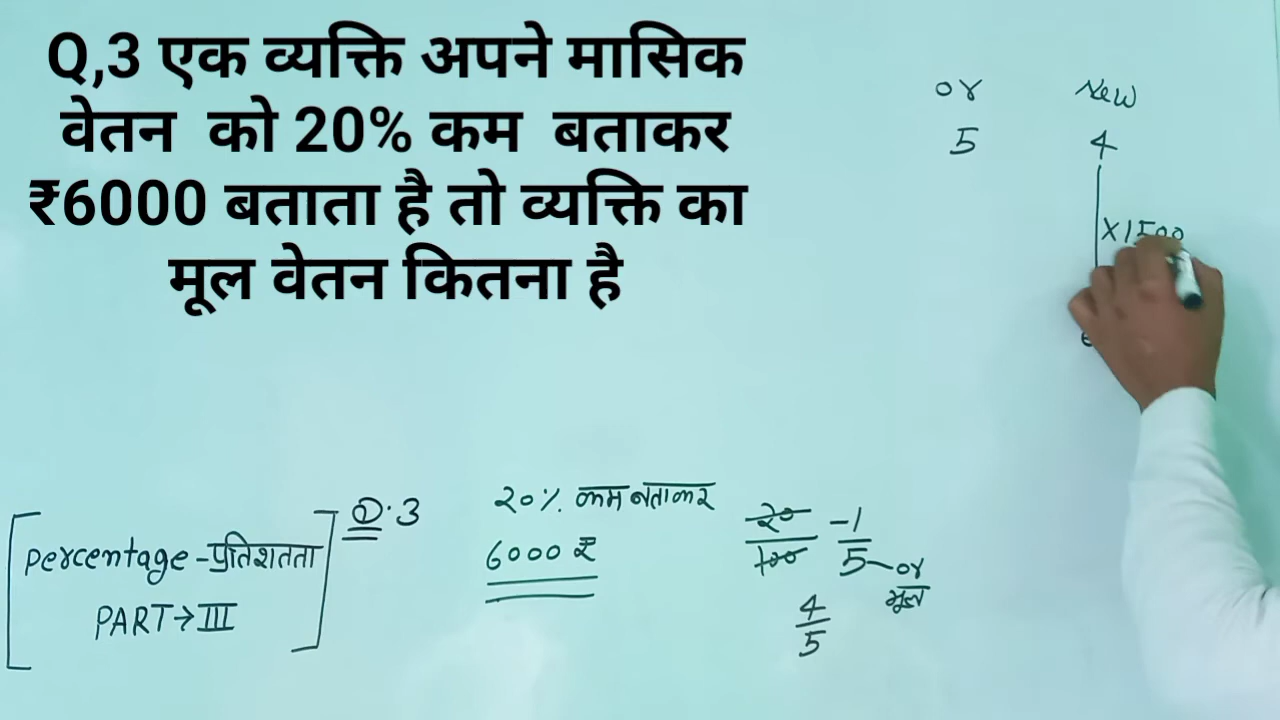 Q,3 एक व्यक्ति अपने मासिक
वेतन को 20% कम बताकर
₹6000 बताता है तो व्यक्ति का
मूल वेतन कितना है
or New
5 4
×1500
[percentage-प्रतिशतता] Q.3
PART→III
20% कम बताकर
6000 ₹
20/100 -1/5 or
मूल
4/5